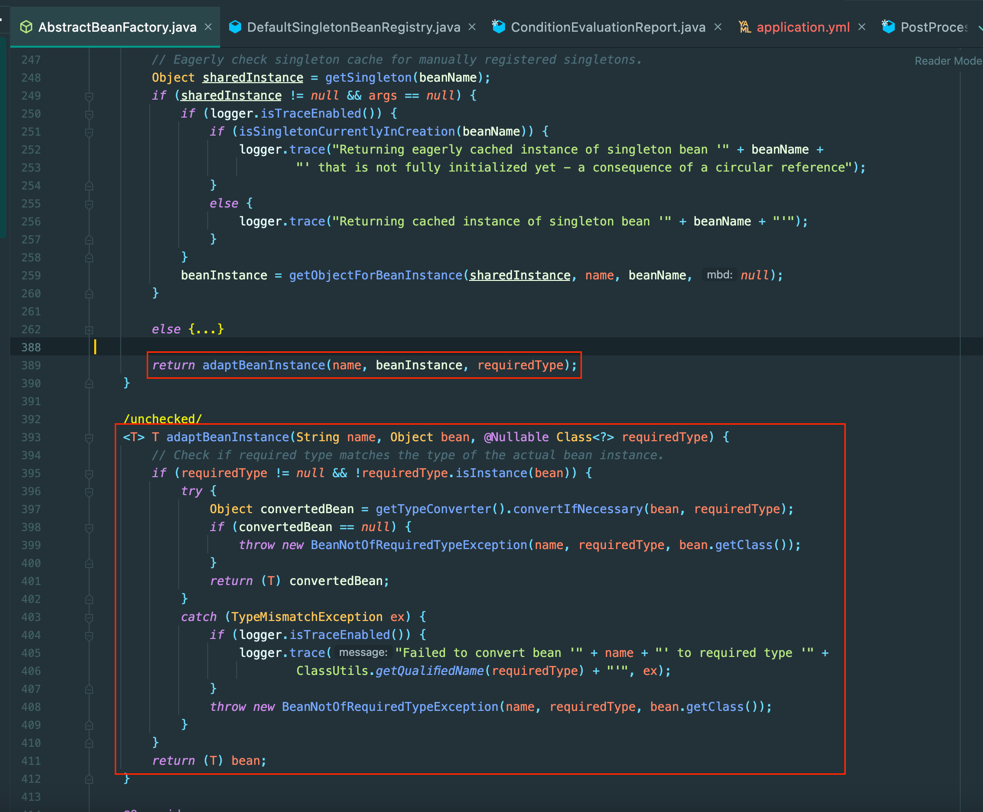 AbstractBeanFactory.java × DefaultSingletonBeanRegistry.java × ConditionEvaluationReport.java × application.yml × PostProce
Reader Mode
247 // Eagerly check singleton cache for manually registered singletons.
248 Object sharedInstance = getSingleton(beanName);
249 if (sharedInstance != null && args == null) {
250 if (logger.isTraceEnabled()) {
251 if (isSingletonCurrentlyInCreation(beanName)) {
252 logger.trace("Returning eagerly cached instance of singleton bean '" + beanName +
253 "' that is not fully initialized yet - a consequence of a circular reference");
254 }
255 else {
256 logger.trace("Returning cached instance of singleton bean '" + beanName + "'");
257 }
258 }
259 beanInstance = getObjectForBeanInstance(sharedInstance, name, beanName, mbd: null);
260 }
261
262 else {...}
388
389 return adaptBeanInstance(name, beanInstance, requiredType);
390 }
391
392 /unchecked/
393 <T> T adaptBeanInstance(String name, Object bean, @Nullable Class<?> requiredType) {
394 // Check if required type matches the type of the actual bean instance.
395 if (requiredType != null && !requiredType.isInstance(bean)) {
396 try {
397 Object convertedBean = getTypeConverter().convertIfNecessary(bean, requiredType);
398 if (convertedBean == null) {
399 throw new BeanNotOfRequiredTypeException(name, requiredType, bean.getClass());
400 }
401 return (T) convertedBean;
402 }
403 catch (TypeMismatchException ex) {
404 if (logger.isTraceEnabled()) {
405 logger.trace( message: "Failed to convert bean '" + name + "' to required type '" +
406 ClassUtils.getQualifiedName(requiredType) + "'", ex);
407 }
408 throw new BeanNotOfRequiredTypeException(name, requiredType, bean.getClass());
409 }
410 }
411 return (T) bean;
412 }
413